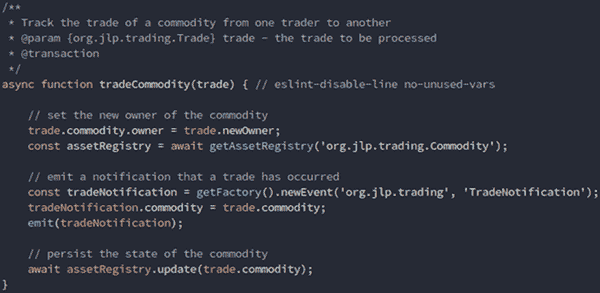 /**
 * Track the trade of a commodity from one trader to another
 * @param {org.jlp.trading.Trade} trade - the trade to be processed
 * @transaction
 */
async function tradeCommodity(trade) { // eslint-disable-line no-unused-vars
    // set the new owner of the commodity
    trade.commodity.owner = trade.newOwner;
    const assetRegistry = await getAssetRegistry('org.jlp.trading.Commodity');
    // emit a notification that a trade has occurred
    const tradeNotification = getFactory().newEvent('org.jlp.trading', 'TradeNotification');
    tradeNotification.commodity = trade.commodity;
    emit(tradeNotification);
    // persist the state of the commodity
    await assetRegistry.update(trade.commodity);
}